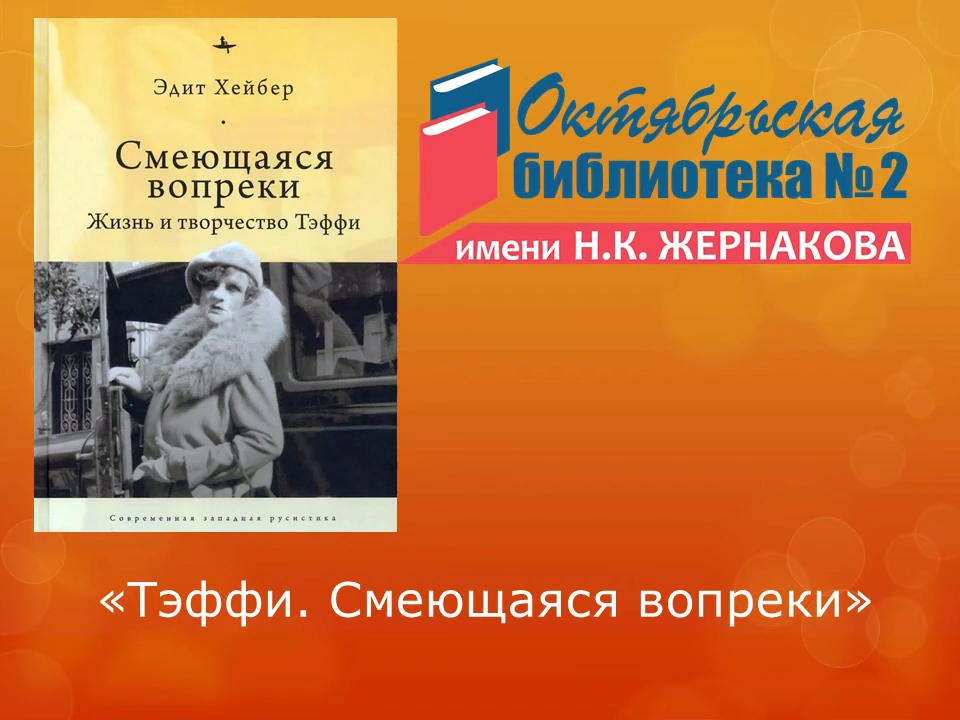 Эдит Хейбер
Смеющаяся
вопреки
Жизнь и творчество Тэффи
Современная западная русистика
Октябрьская
библиотека № 2
имени Н.К. ЖЕРНАКОВА
«Тэффи. Смеющаяся вопреки»